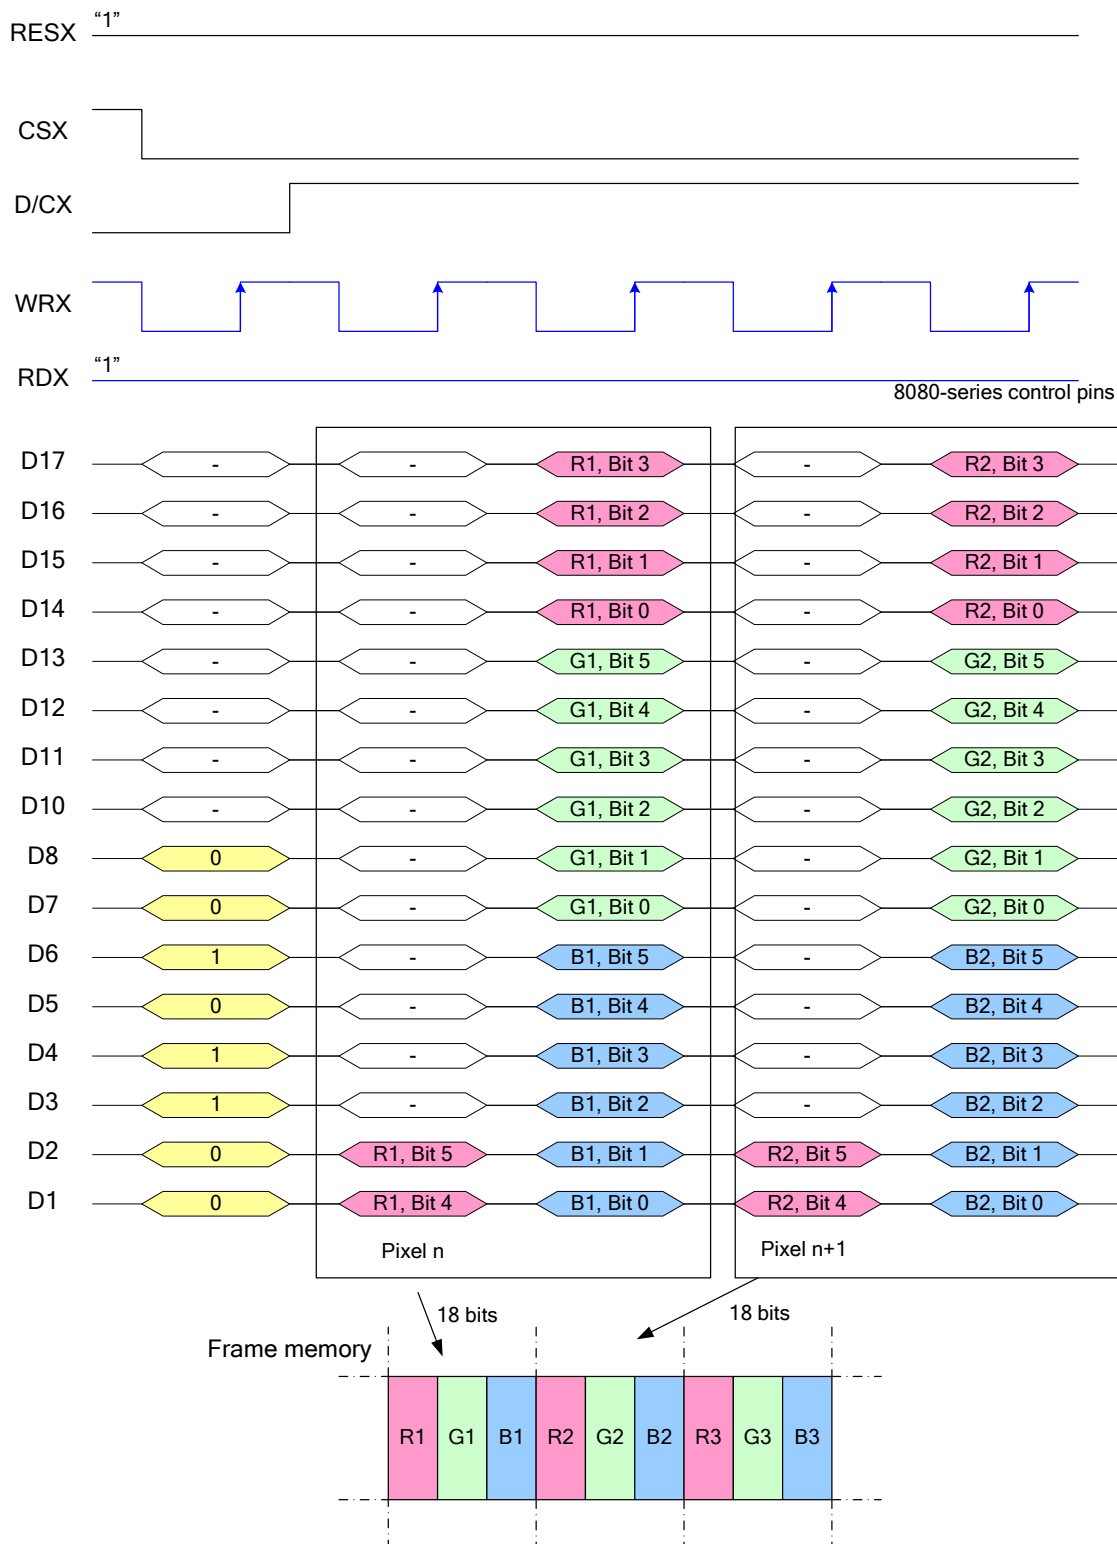 RESX “1”
CSX
D/CX
WRX
RDX “1”
8080-series control pins
D17 - - R1, Bit 3 - R2, Bit 3
D16 - - R1, Bit 2 - R2, Bit 2
D15 - - R1, Bit 1 - R2, Bit 1
D14 - - R1, Bit 0 - R2, Bit 0
D13 - - G1, Bit 5 - G2, Bit 5
D12 - - G1, Bit 4 - G2, Bit 4
D11 - - G1, Bit 3 - G2, Bit 3
D10 - - G1, Bit 2 - G2, Bit 2
D8 0 - G1, Bit 1 - G2, Bit 1
D7 0 - G1, Bit 0 - G2, Bit 0
D6 1 - B1, Bit 5 - B2, Bit 5
D5 0 - B1, Bit 4 - B2, Bit 4
D4 1 - B1, Bit 3 - B2, Bit 3
D3 1 - B1, Bit 2 - B2, Bit 2
D2 0 R1, Bit 5 B1, Bit 1 R2, Bit 5 B2, Bit 1
D1 0 R1, Bit 4 B1, Bit 0 R2, Bit 4 B2, Bit 0
Pixel n Pixel n+1
18 bits 18 bits
Frame memory
R1 G1 B1 R2 G2 B2 R3 G3 B3